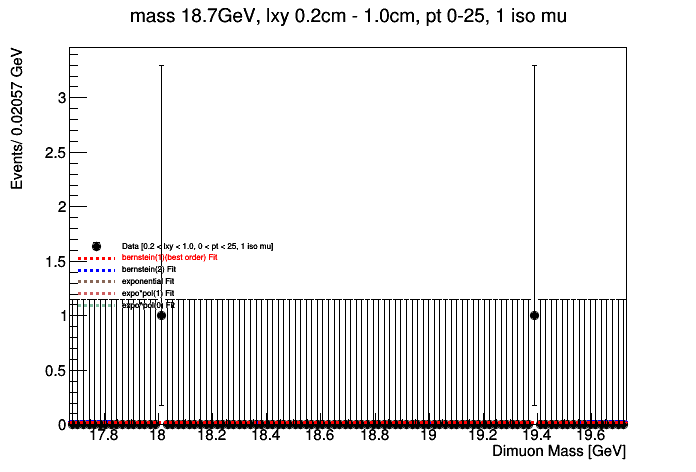 mass 18.7GeV, lxy 0.2cm - 1.0cm, pt 0-25, 1 iso mu
Events/ 0.02057 GeV
3
2.5
2
1.5
1
0.5
0
Data [0.2 < lxy < 1.0, 0 < pt < 25, 1 iso mu]
bernstein(1)(best order) Fit
bernstein(2) Fit
exponential Fit
expo*pol(1) Fit
expo*pol(0) Fit
17.8 18 18.2 18.4 18.6 18.8 19 19.2 19.4 19.6
Dimuon Mass [GeV]